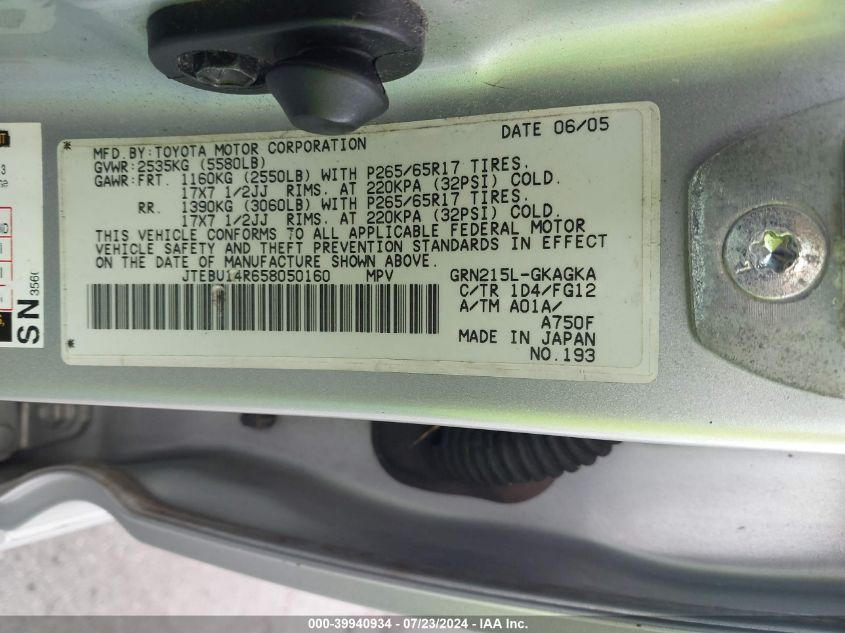 DATE 06/05
MFD.BY:TOYOTA MOTOR CORPORATION
GVWR:2535KG (5580LB)
GAWR:FRT. 1160KG (2550LB) WITH P265/65R17 TIRES.
17X7 1/2JJ RIMS. AT 220KPA (32PSI) COLD.
RR. 1390KG (3060LB) WITH P265/65R17 TIRES.
17X7 1/2JJ RIMS. AT 220KPA (32PSI) COLD.
THIS VEHICLE CONFORMS TO ALL APPLICABLE FEDERAL MOTOR
VEHICLE SAFETY AND THEFT PREVENTION STANDARDS IN EFFECT
ON THE DATE OF MANUFACTURE SHOWN ABOVE.
JTEBU14R658050160 MPV GRN215L-GKAGKA
C/TR 1D4/FG12
A/TM A01A/
A750F
MADE IN JAPAN
NO.193
SN
356
000-39940934 - 07/23/2024 - © IAA Inc.